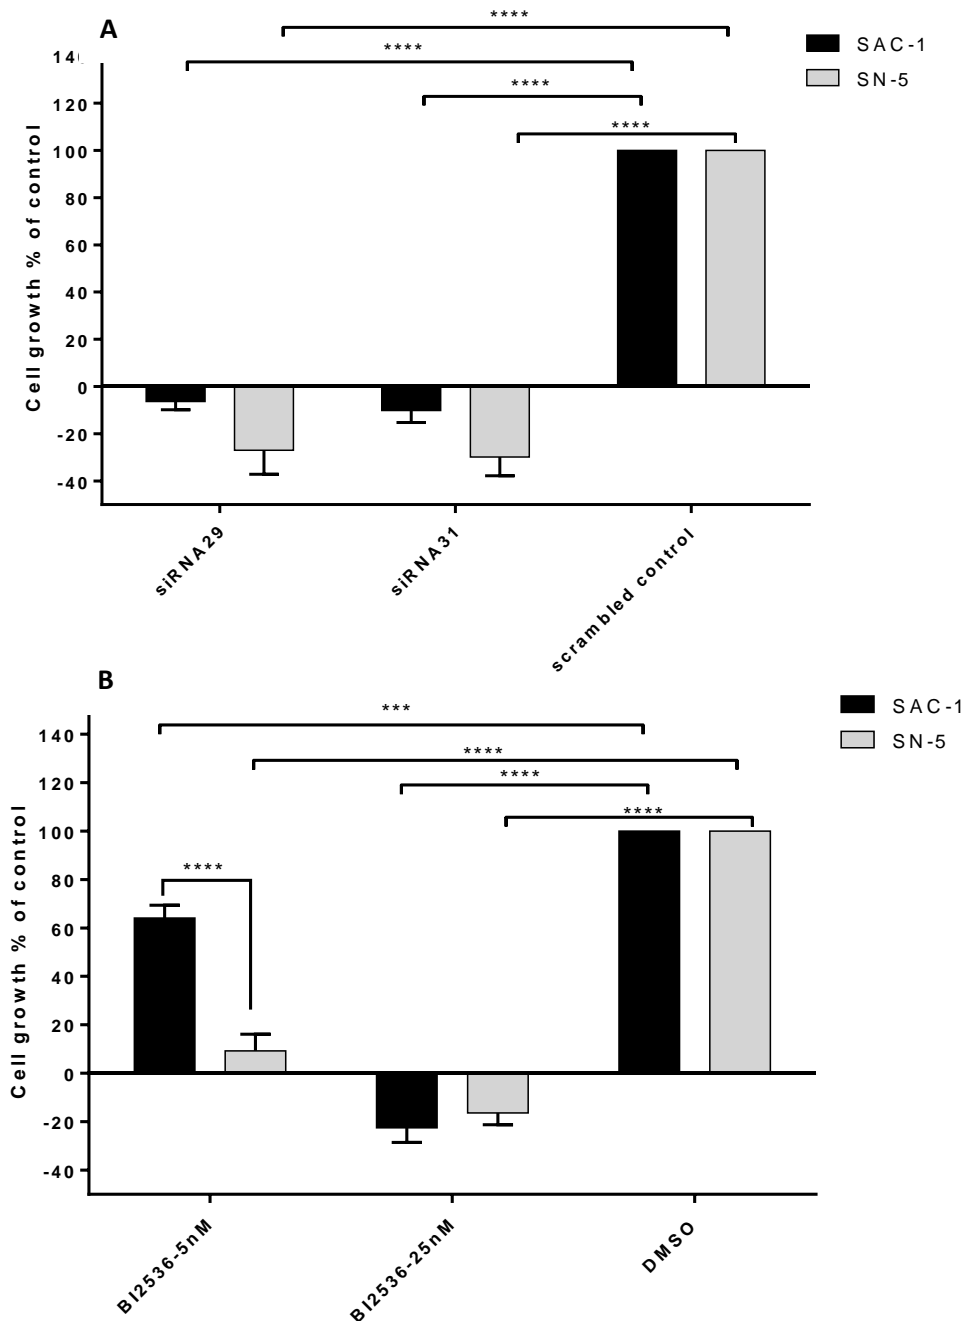 A
****
SAC-1
SN-5
****
****
****
Cell growth % of control
120
100
80
60
40
20
0
-20
-40
siRNA29
siRNA31
scrambled control
B
SAC-1
SN-5
***
****
****
****
****
Cell growth % of control
140
120
100
80
60
40
20
0
-20
-40
BI2536-5nM
BI2536-25nM
DMSO